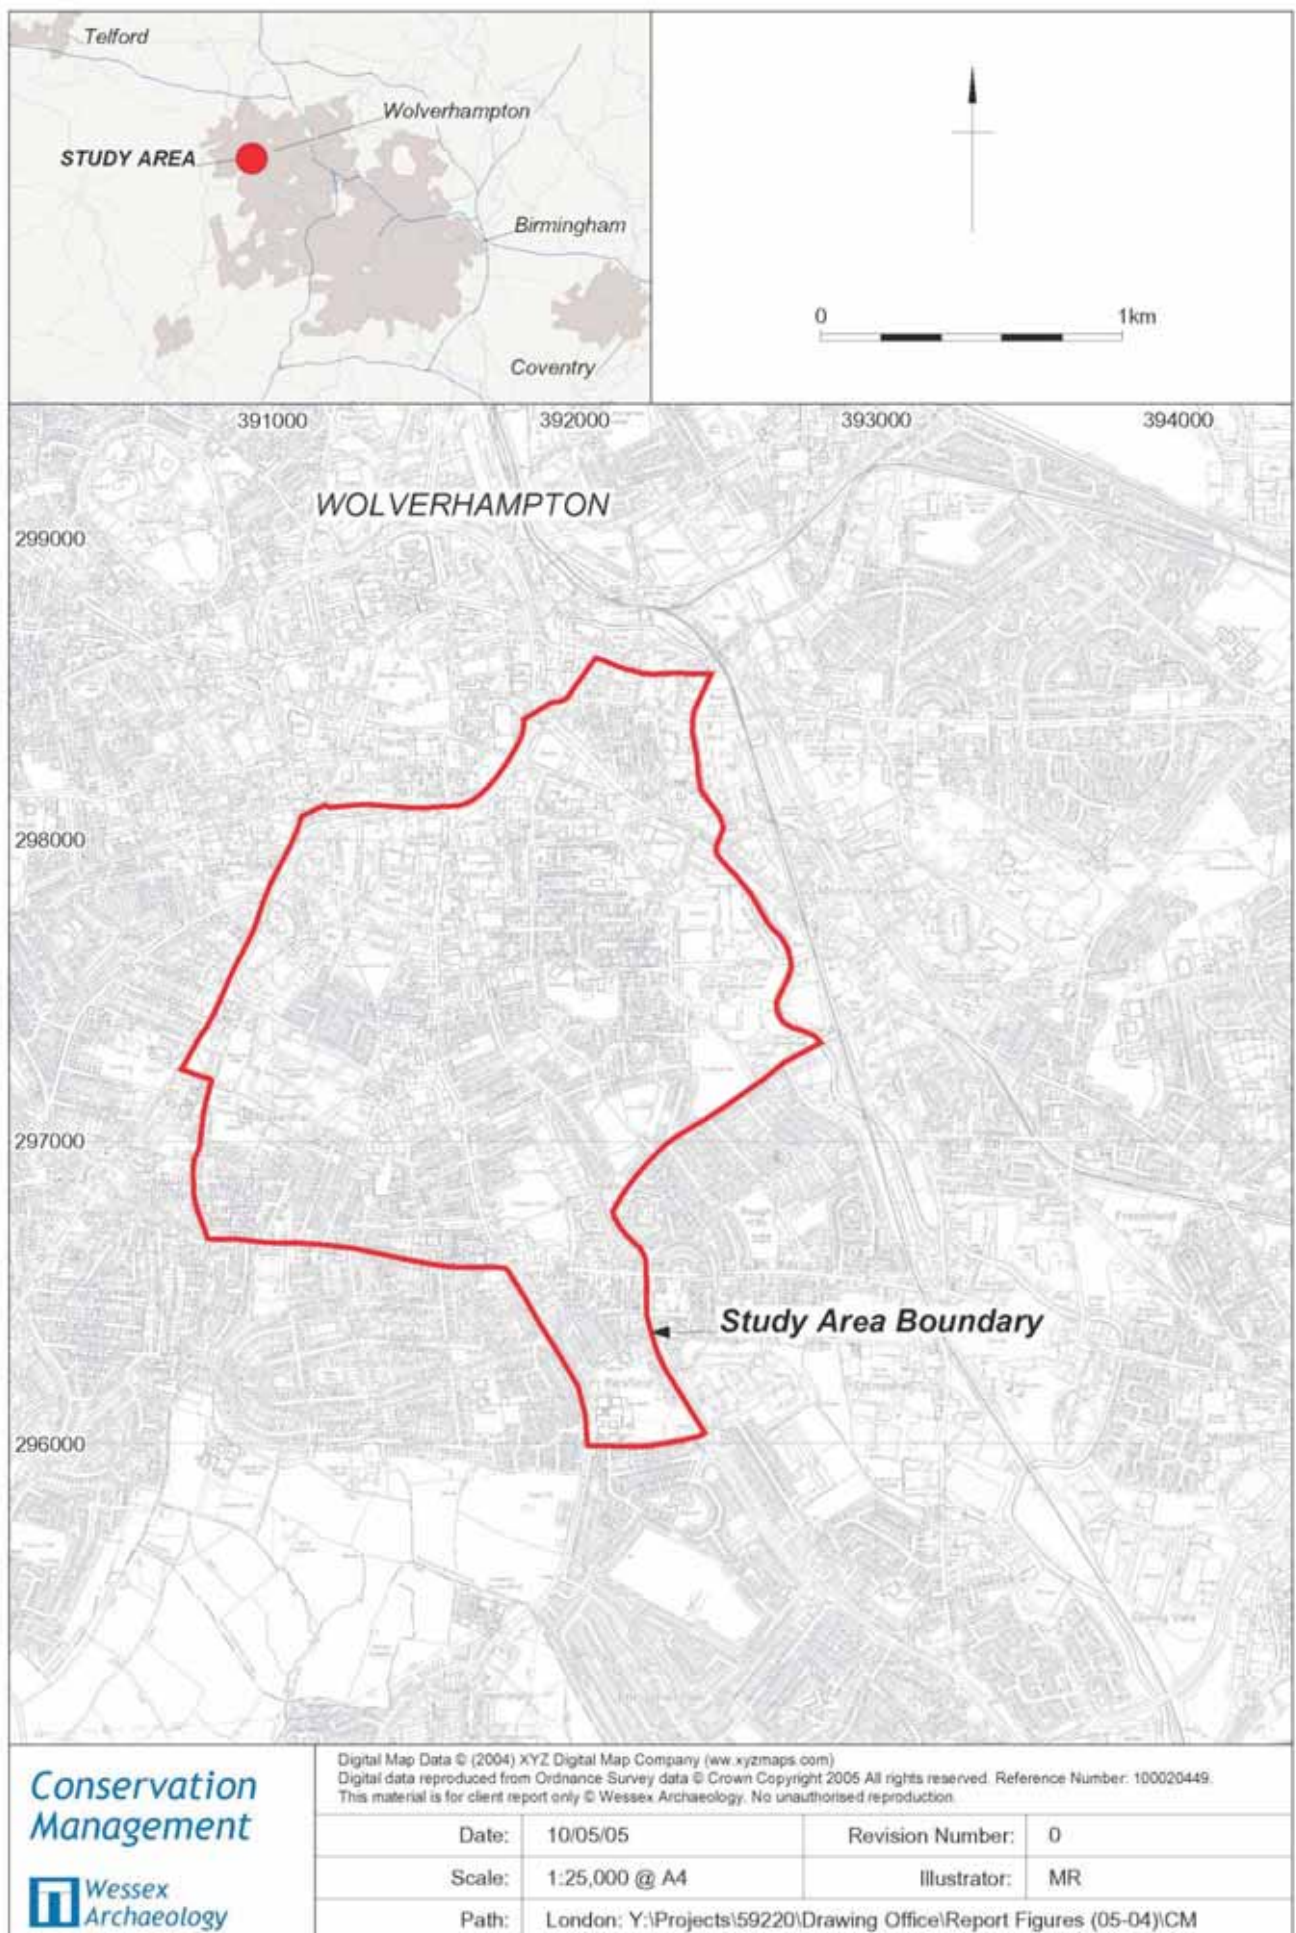 Telford
Wolverhampton
STUDY AREA
Birmingham
Coventry
0 1km
391000 392000 393000 394000
WOLVERHAMPTON
299000
298000
297000
Study Area Boundary
296000
Conservation
Management
Wessex
Archaeology
Digital Map Data © (2004) XYZ Digital Map Company (ww.xyzmaps.com)
Digital data reproduced from Ordnance Survey data © Crown Copyright 2005 All rights reserved. Reference Number: 100020449.
This material is for client report only © Wessex Archaeology. No unauthorised reproduction.
Date: 10/05/05 Revision Number: 0
Scale: 1:25,000 @ A4 Illustrator: MR
Path: London: Y:\Projects\59220\Drawing Office\Report Figures (05-04)\CM